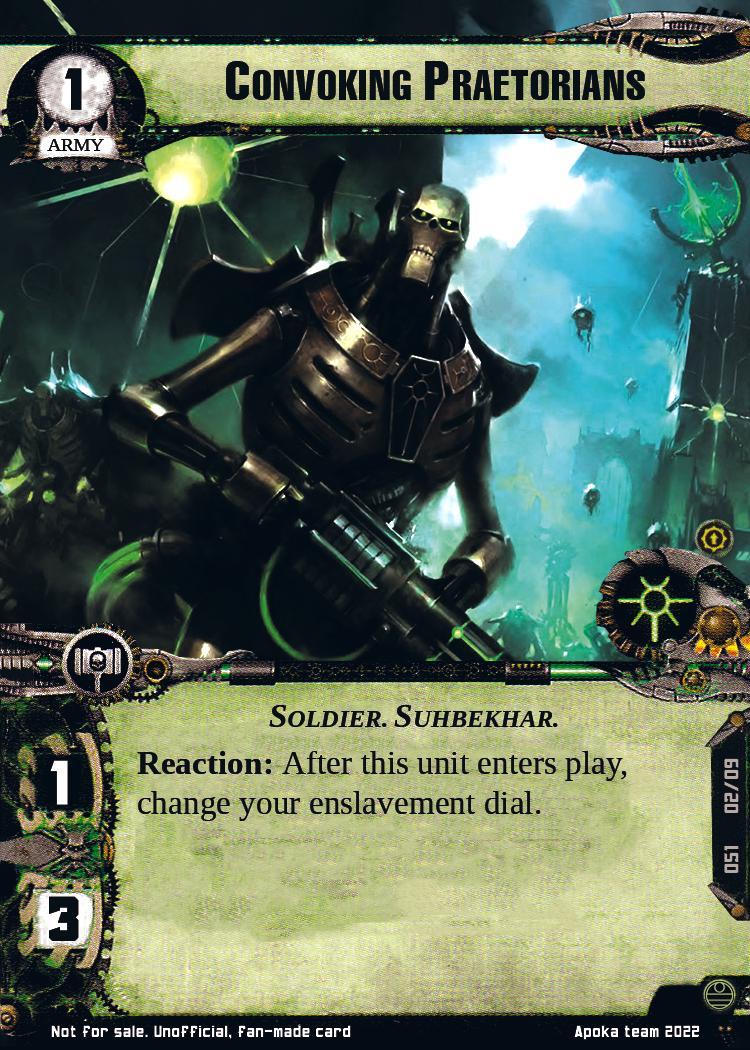 1
CONVOKING PRAETORIANS
ARMY
SOLDIER. SUHBEKHAR.
Reaction: After this unit enters play,
change your enslavement dial.
1
3
051 02/09
Not for sale. Unofficial, fan-made card
Apoka team 2022